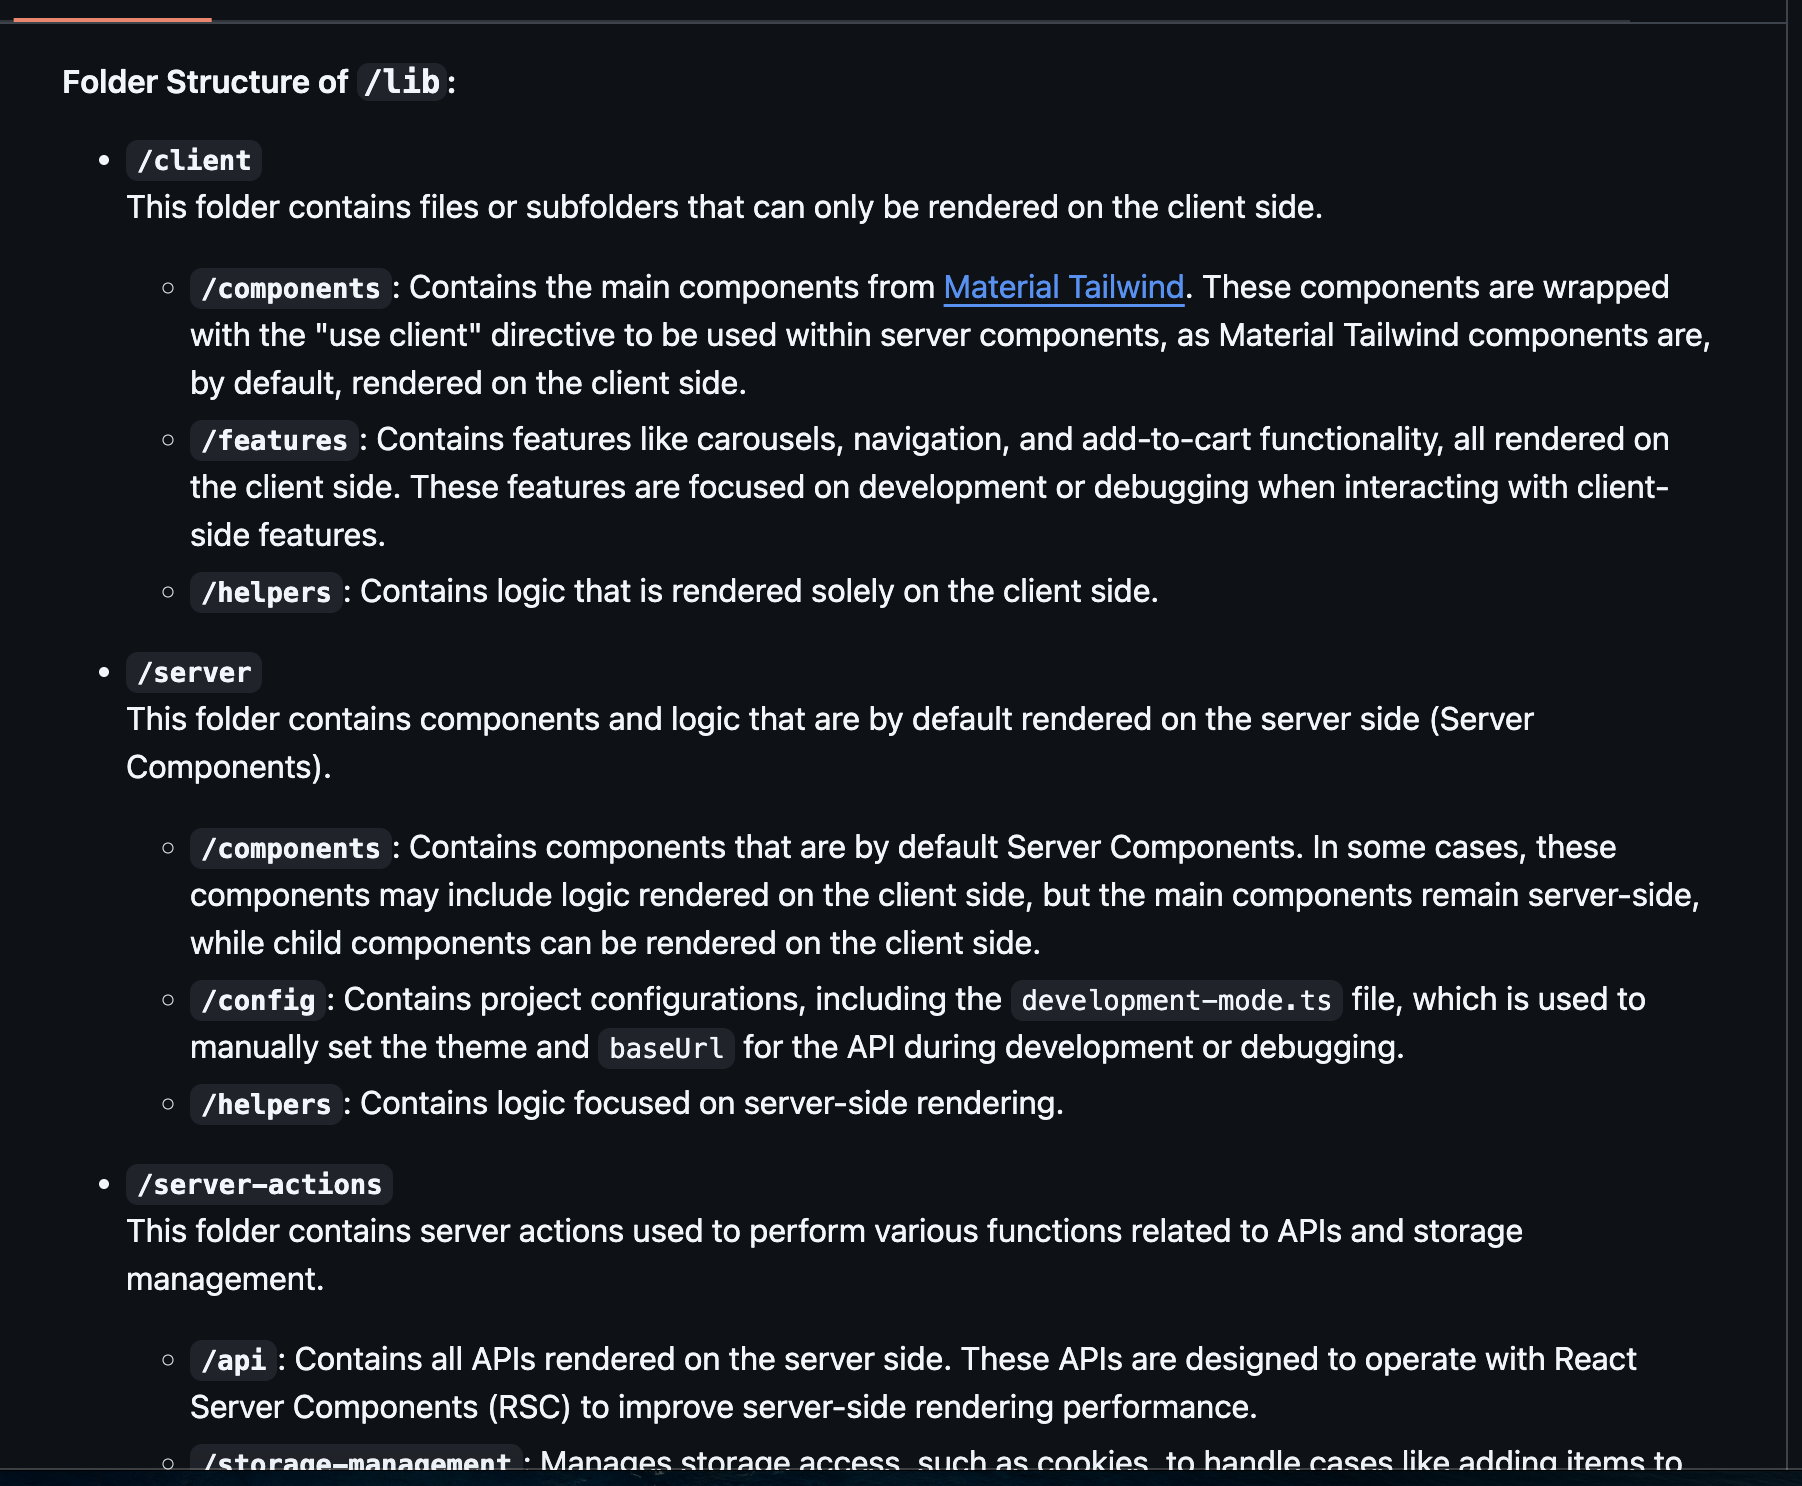 Folder Structure of /lib:
/client
This folder contains files or subfolders that can only be rendered on the client side.
/components: Contains the main components from Material Tailwind. These components are wrapped
with the "use client" directive to be used within server components, as Material Tailwind components are,
by default, rendered on the client side.
/features: Contains features like carousels, navigation, and add-to-cart functionality, all rendered on
the client side. These features are focused on development or debugging when interacting with client-
side features.
/helpers: Contains logic that is rendered solely on the client side.
/server
This folder contains components and logic that are by default rendered on the server side (Server
Components).
/components: Contains components that are by default Server Components. In some cases, these
components may include logic rendered on the client side, but the main components remain server-side,
while child components can be rendered on the client side.
/config: Contains project configurations, including the development-mode.ts file, which is used to
manually set the theme and baseUrl for the API during development or debugging.
/helpers: Contains logic focused on server-side rendering.
/server-actions
This folder contains server actions used to perform various functions related to APIs and storage
management.
/api: Contains all APIs rendered on the server side. These APIs are designed to operate with React
Server Components (RSC) to improve server-side rendering performance.
/storage-management: Manages storage access, such as cookies, to handle cases like adding items to